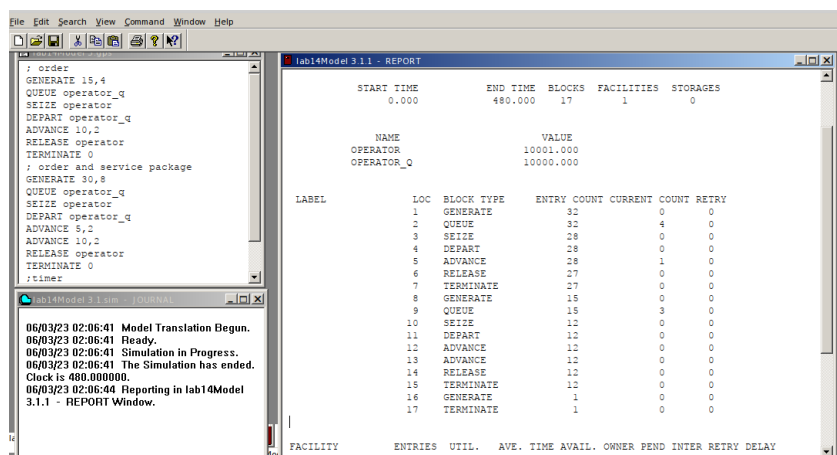 File Edit Search View Command Window Help
; order
GENERATE 15,4
QUEUE operator_q
SEIZE operator
DEPART operator_q
ADVANCE 10,2
RELEASE operator
TERMINATE 0
; order and service package
GENERATE 30,8
QUEUE operator_q
SEIZE operator
DEPART operator_q
ADVANCE 5,2
ADVANCE 10,2
RELEASE operator
TERMINATE 0
;timer
lab14Model 3.1.sim - JOURNAL
06/03/23 02:06:41 Model Translation Begun.
06/03/23 02:06:41 Ready.
06/03/23 02:06:41 Simulation in Progress.
06/03/23 02:06:41 The Simulation has ended.
Clock is 480.000000.
06/03/23 02:06:44 Reporting in lab14Model
3.1.1 - REPORT Window.
lab14Model 3.1.1 - REPORT
START TIME END TIME BLOCKS FACILITIES STORAGES
0.000 480.000 17 1 0
NAME VALUE
OPERATOR 10001.000
OPERATOR_Q 10000.000
LABEL LOC BLOCK TYPE ENTRY COUNT CURRENT COUNT RETRY
1 GENERATE 32 0 0
2 QUEUE 32 4 0
3 SEIZE 28 0 0
4 DEPART 28 0 0
5 ADVANCE 28 1 0
6 RELEASE 27 0 0
7 TERMINATE 27 0 0
8 GENERATE 15 0 0
9 QUEUE 15 3 0
10 SEIZE 12 0 0
11 DEPART 12 0 0
12 ADVANCE 12 0 0
13 ADVANCE 12 0 0
14 RELEASE 12 0 0
15 TERMINATE 12 0 0
16 GENERATE 1 0 0
17 TERMINATE 1 0 0
FACILITY ENTRIES UTIL. AVE. TIME AVAIL. OWNER PEND INTER RETRY DELAY